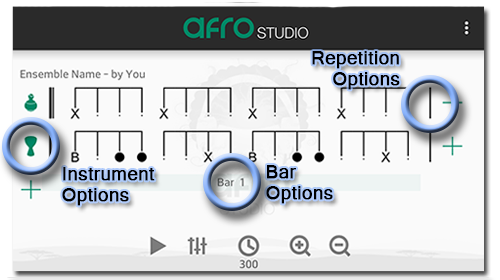 afro STUDIO
Ensemble Name - by You
Repetition
Options
X X X X
B X B X
Instrument
Options
Bar 1
Bar
Options
300